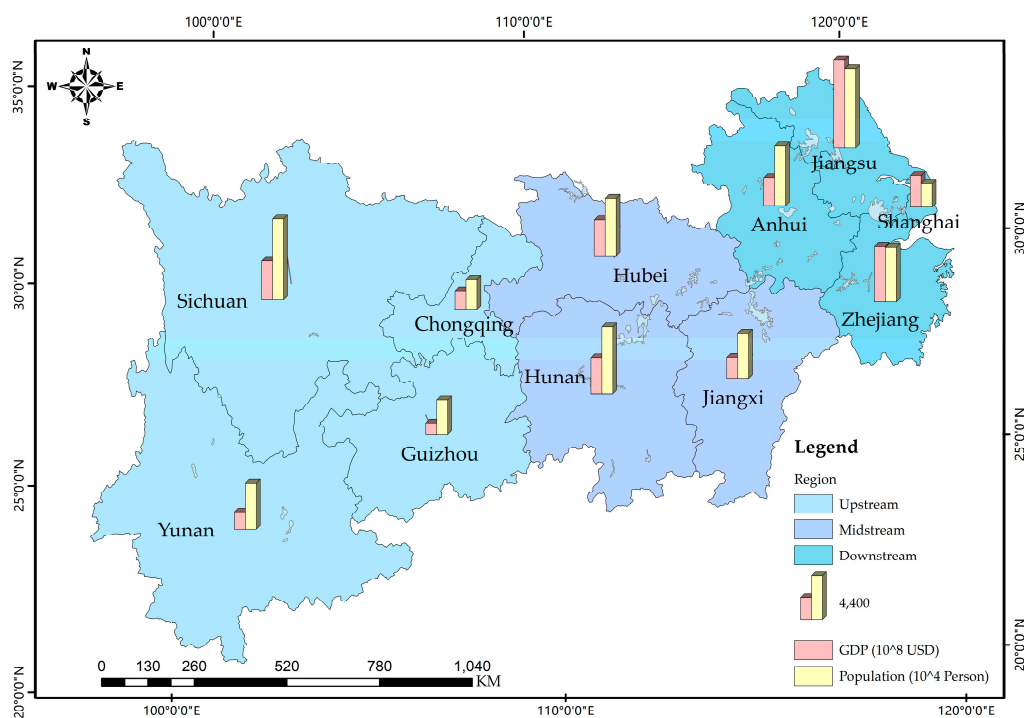 100°0'0"E 110°0'0"E 120°0'0"E
35°0'0"N
N
W E
S
Jiangsu
Anhui
Shanghai
30°0'0"N
Hubei
30°0'0"N
Sichuan
Chongqing
Zhejiang
Hunan
Jiangxi
Guizhou
25°0'0"N
Legend
Region
25°0'0"N
Upstream
Yunan
Midstream
Downstream
4,400
20°0'0"N
GDP (10^8 USD)
0 130 260 520 780 1,040
KM
Population (10^4 Person)
20°0'0"N
100°0'0"E 110°0'0"E 120°0'0"E